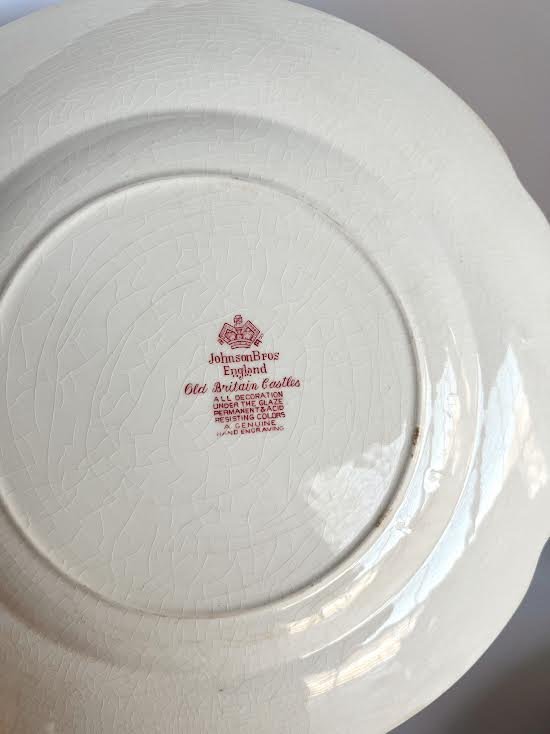 JohnsonBros
England
Old Britain Castles
ALL DECORATION
UNDER THE GLAZE
PERMANENT & ACID
RESISTING COLORS
A GENUINE
HAND ENGRAVING